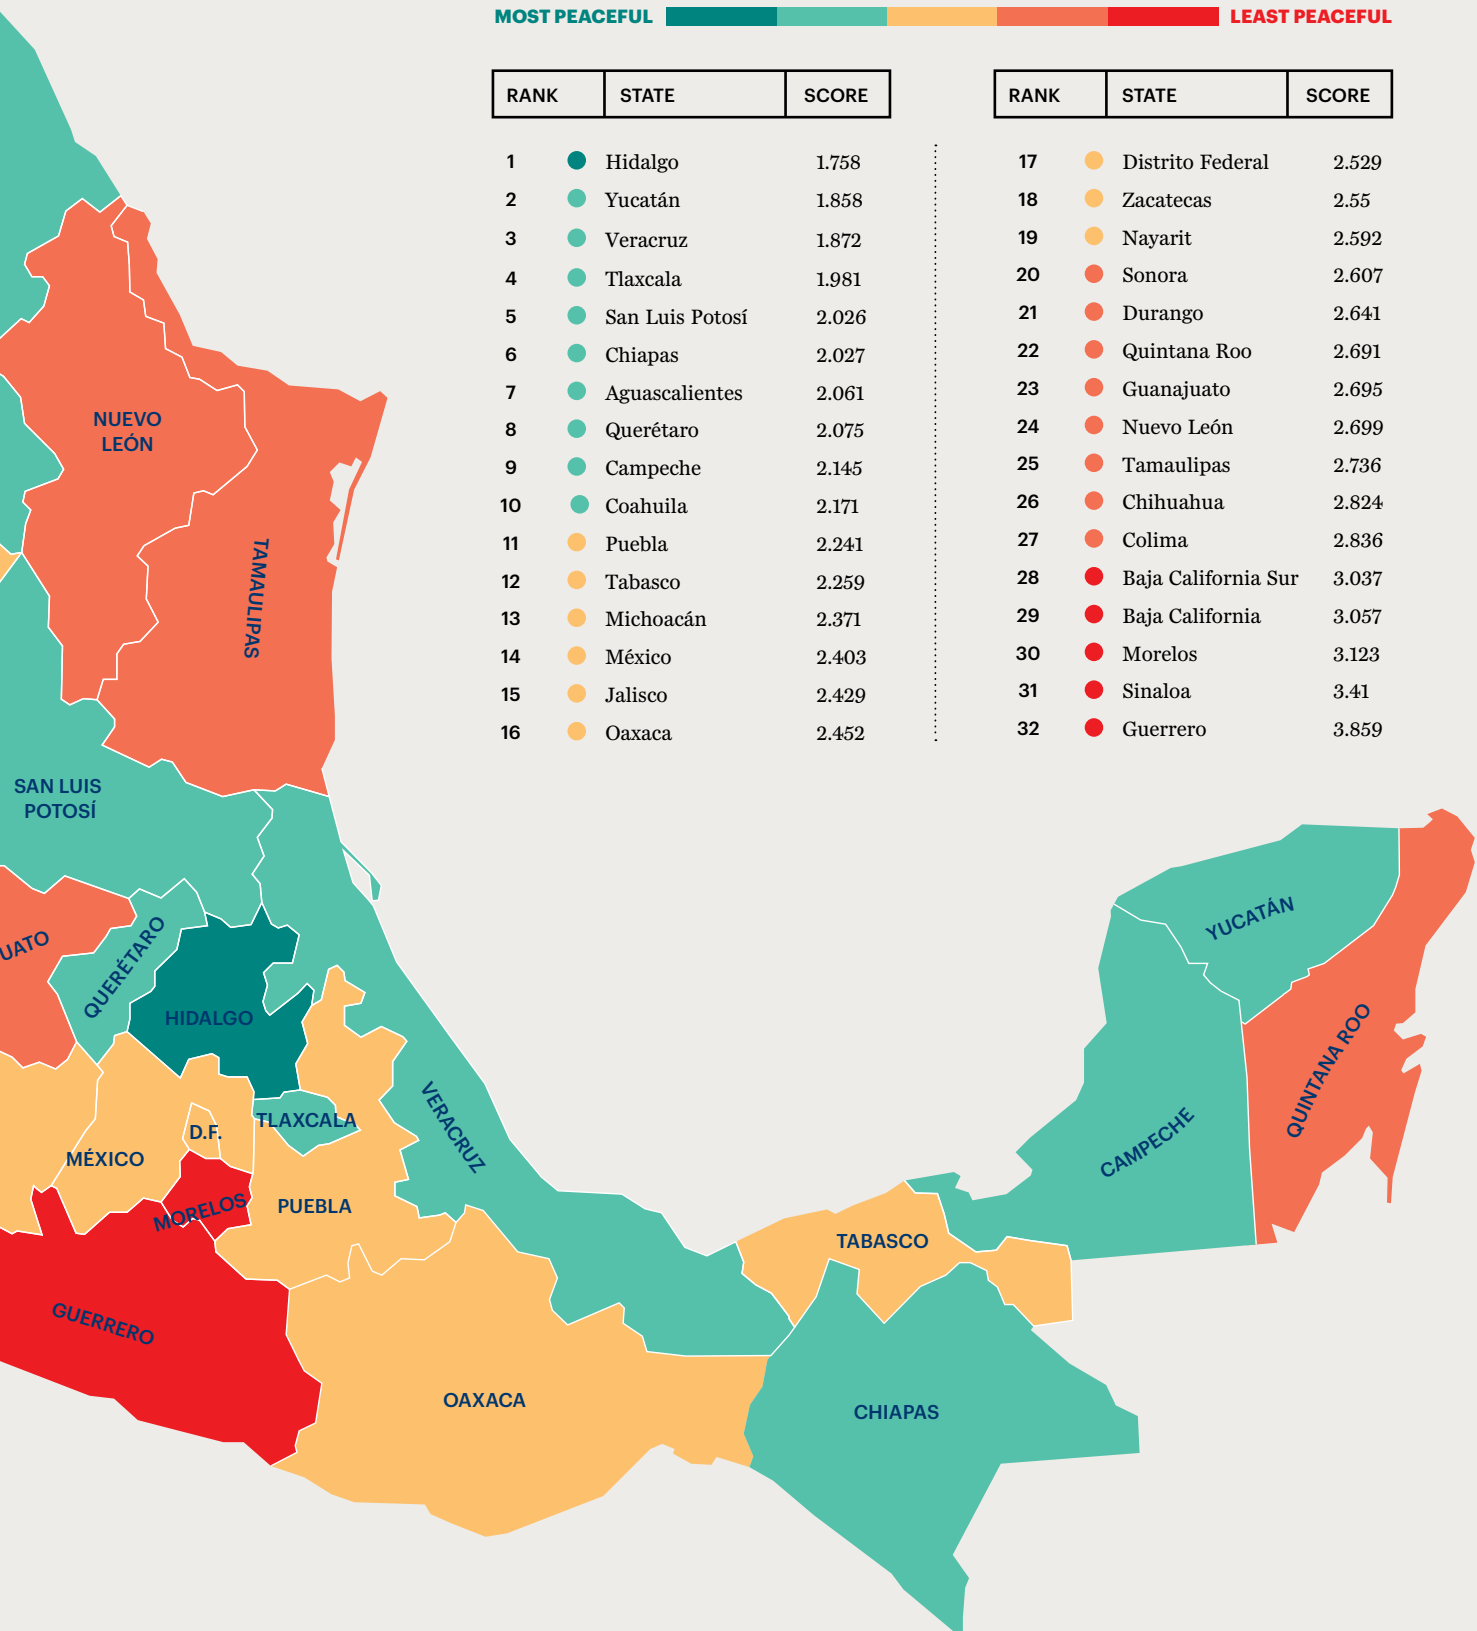 MOST PEACEFUL LEAST PEACEFUL
RANK STATE SCORE
1 Hidalgo 1.758
2 Yucatán 1.858
3 Veracruz 1.872
4 Tlaxcala 1.981
5 San Luis Potosí 2.026
6 Chiapas 2.027
7 Aguascalientes 2.061
8 Querétaro 2.075
9 Campeche 2.145
10 Coahuila 2.171
11 Puebla 2.241
12 Tabasco 2.259
13 Michoacán 2.371
14 México 2.403
15 Jalisco 2.429
16 Oaxaca 2.452
RANK STATE SCORE
17 Distrito Federal 2.529
18 Zacatecas 2.55
19 Nayarit 2.592
20 Sonora 2.607
21 Durango 2.641
22 Quintana Roo 2.691
23 Guanajuato 2.695
24 Nuevo León 2.699
25 Tamaulipas 2.736
26 Chihuahua 2.824
27 Colima 2.836
28 Baja California Sur 3.037
29 Baja California 3.057
30 Morelos 3.123
31 Sinaloa 3.41
32 Guerrero 3.859
NUEVO
LEÓN
TAMAULIPAS
SAN LUIS
POTOSÍ
UATO
QUERÉTARO
HIDALGO
TLAXCALA
D.F.
MÉXICO
MORELOS
PUEBLA
VERACRUZ
GUERRERO
OAXACA
TABASCO
CHIAPAS
CAMPECHE
YUCATÁN
QUINTANA ROO